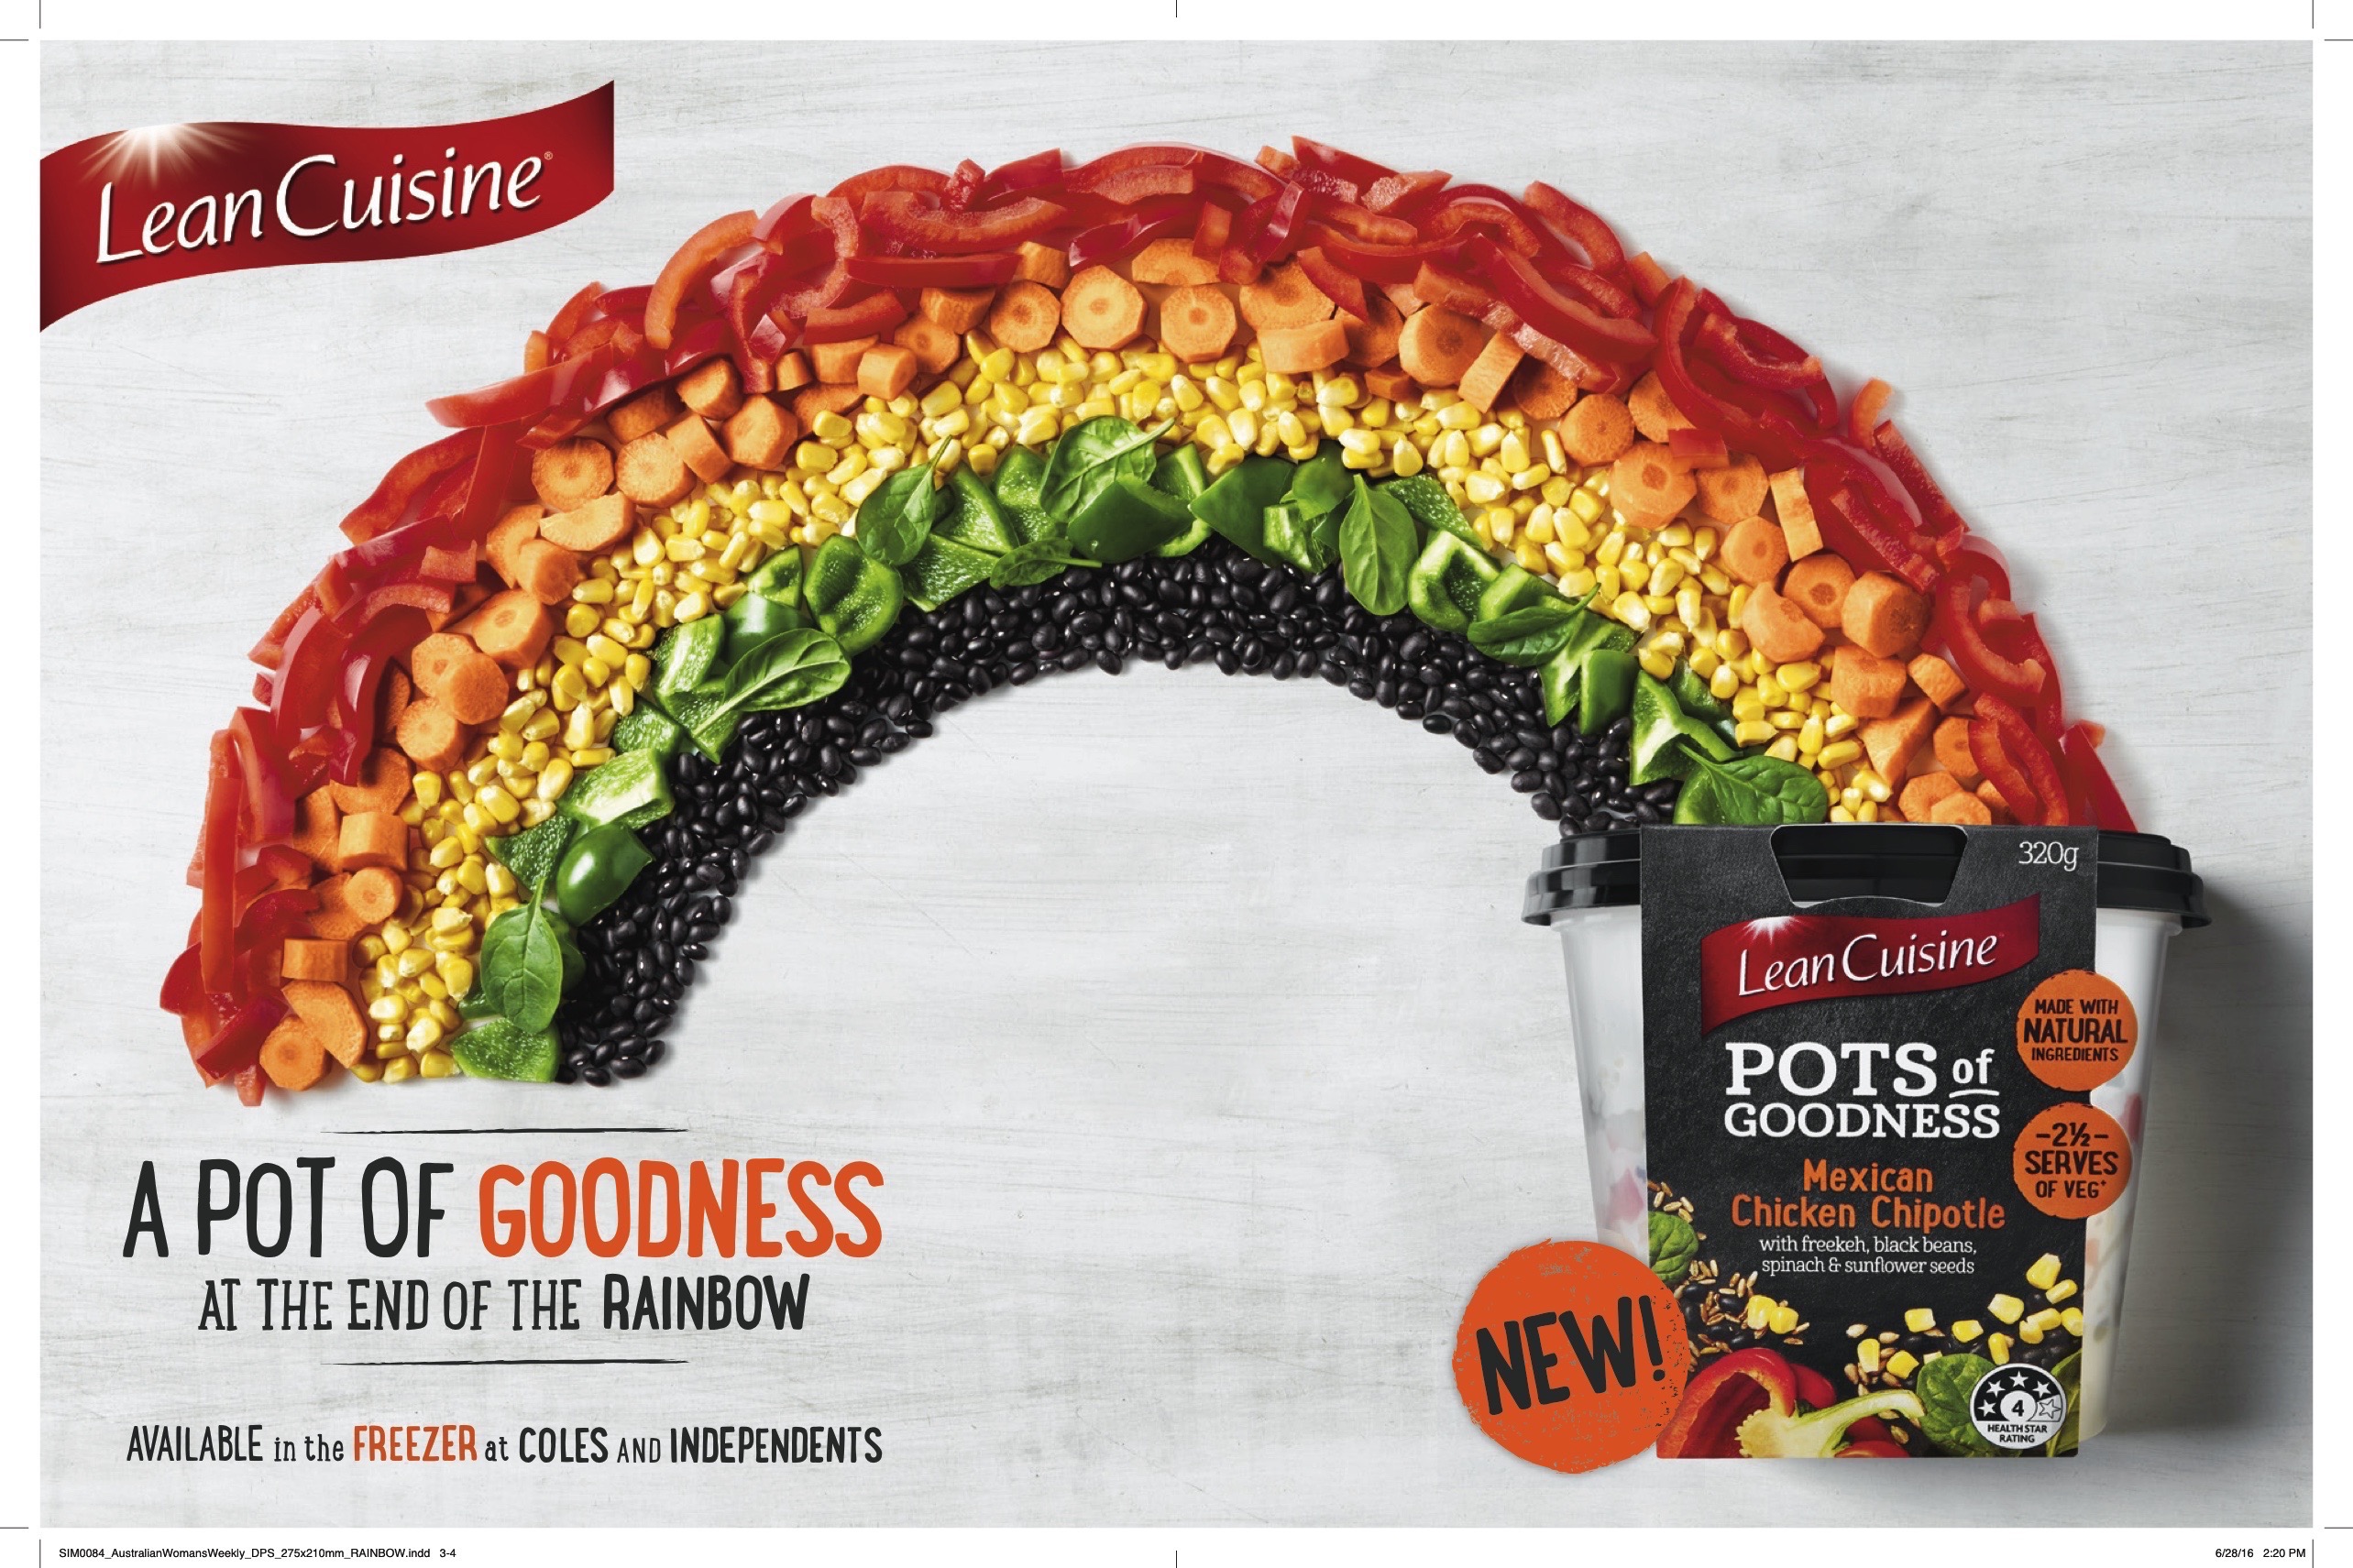 Lean Cuisine®
320g
Lean Cuisine
MADE WITH
NATURAL
INGREDIENTS
POTS of
GOODNESS
-2½-
SERVES
OF VEG*
Mexican
Chicken Chipotle
with freekeh, black beans,
spinach & sunflower seeds
A POT OF GOODNESS
AT THE END OF THE RAINBOW
NEW!
4
HEALTH STAR
RATING
AVAILABLE in the FREEZER at COLES AND INDEPENDENTS
SIM0084_AustralianWomansWeekly_DPS_275x210mm_RAINBOW.indd 3-4
6/28/16 2:20 PM